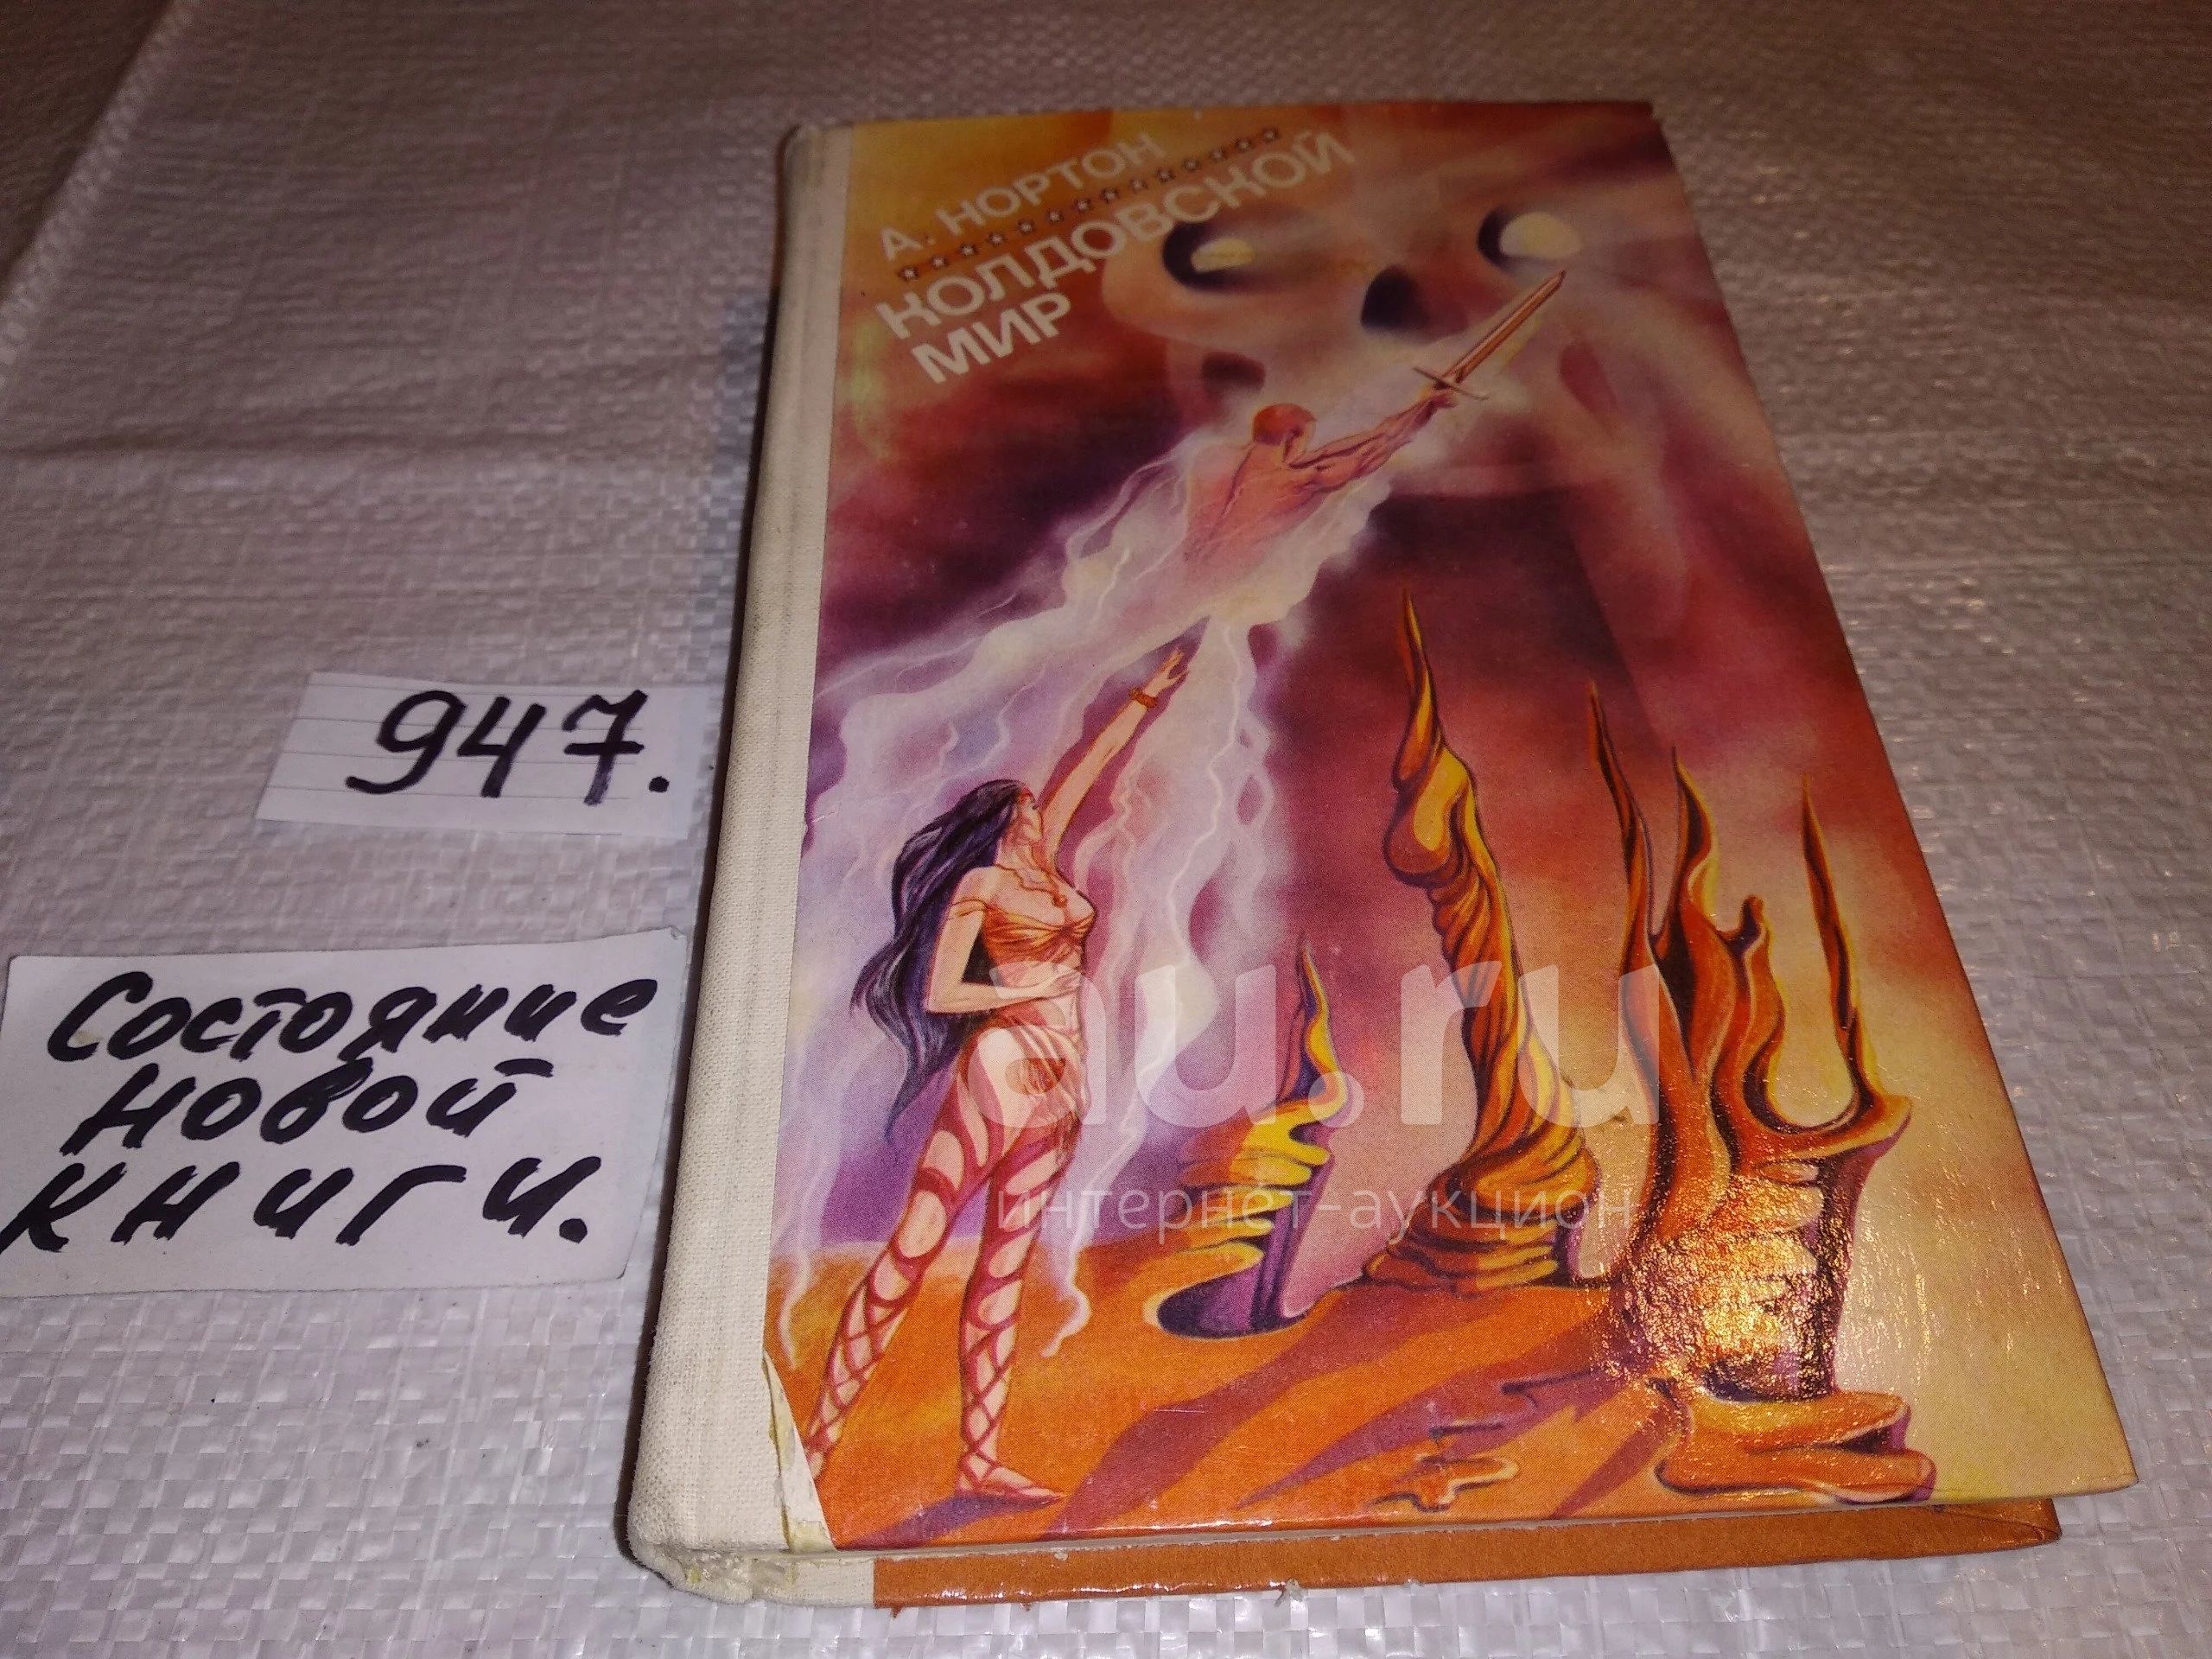 А. НОРТОН
КОЛДОВСКОЙ
МИР
947.
Состояние
новой
книги.
au.ru
интернет-аукцион